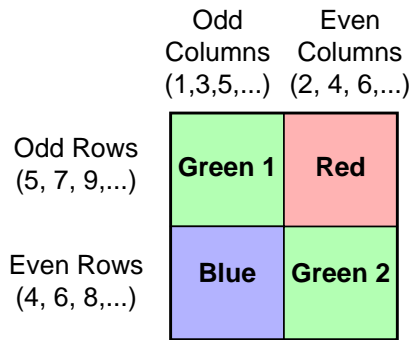 Odd
Columns
(1,3,5,...)
Even
Columns
(2, 4, 6,...)
Odd Rows
(5, 7, 9,...)
Green 1
Red
Even Rows
(4, 6, 8,...)
Blue
Green 2